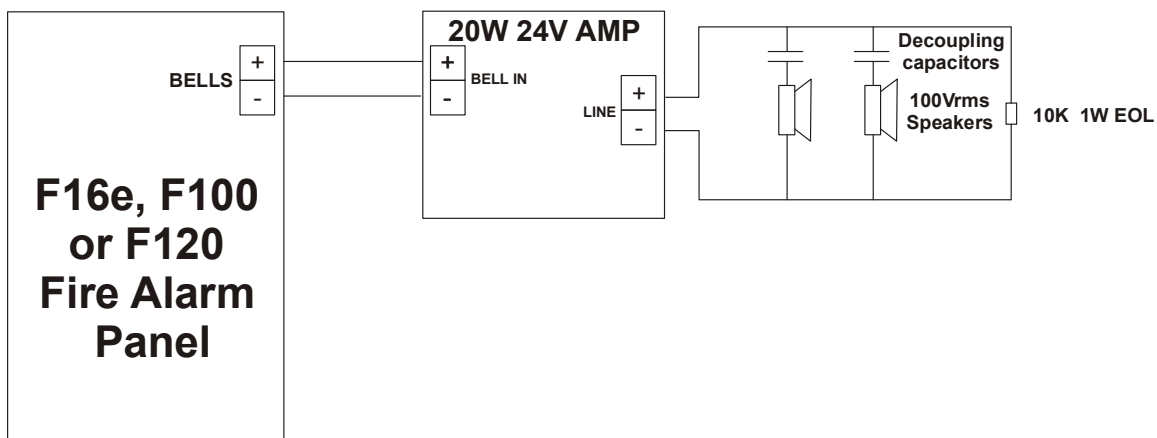 20W 24V AMP
BELLS
+
-
+
-
BELL IN
LINE
+
-
Decoupling
capacitors
100Vrms
Speakers
10K 1W EOL
F16e, F100
or F120
Fire Alarm
Panel